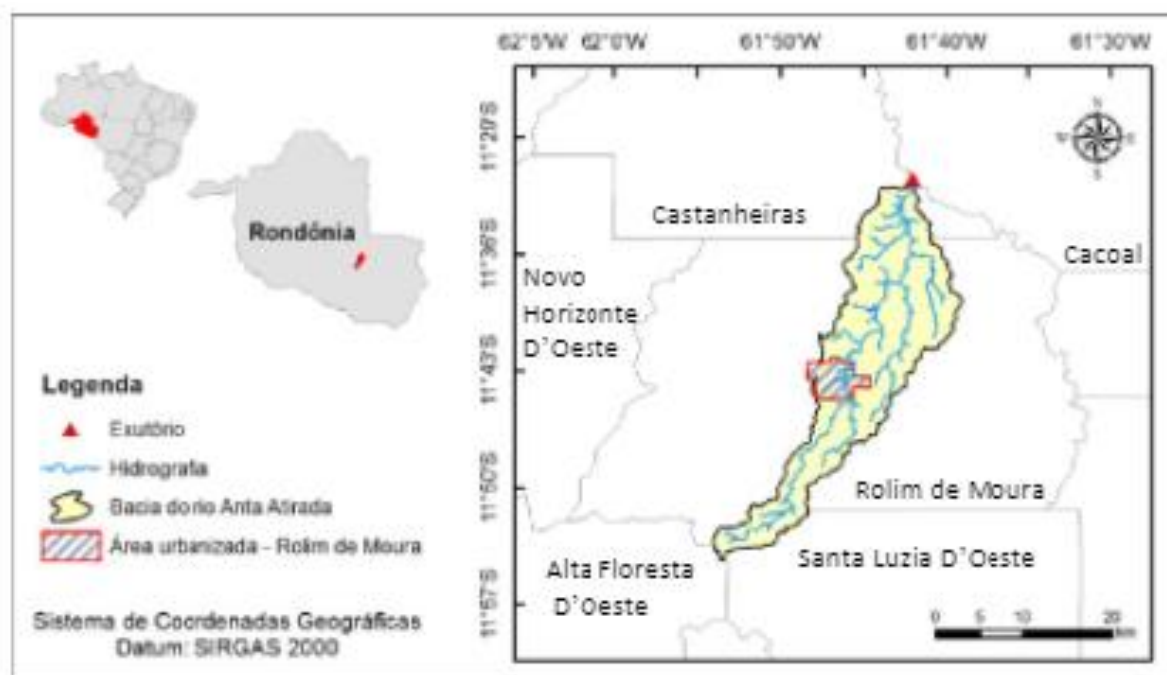 62°5'W 62°0'W 61°50'W 61°40'W 61°30'W
11°29'S
11°36'S
11°43'S
11°50'S
11°57'S
N
W
E
S
Rondônia
Castanheiras
Cacoal
Novo
Horizonte
D'Oeste
Rolim de Moura
Alta Floresta
D'Oeste
Santa Luzia D'Oeste
0 5 10 20
km
Legenda
Exutório
Hidrografia
Bacia do rio Anta Atirada
Área urbanizada - Rolim de Moura
Sistema de Coordenadas Geográficas
Datum: SIRGAS 2000